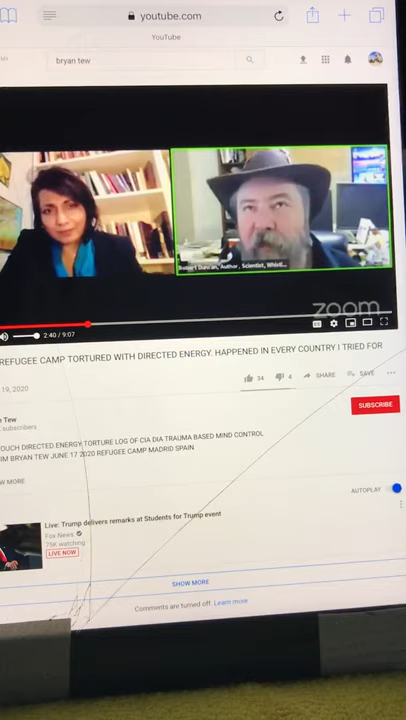 youtube.com
YouTube
bryan tew
Robert Duncan, Author, Scientist, Whistl...
zoom
2:40 / 9:07
REFUGEE CAMP TORTURED WITH DIRECTED ENERGY. HAPPENED IN EVERY COUNTRY I TRIED FOR
19, 2020
34
4
SHARE
SAVE
Tew
subscribers
SUBSCRIBE
OUCH DIRECTED ENERGY TORTURE LOG OF CIA DIA TRAUMA BASED MIND CONTROL
IM BRYAN TEW JUNE 17 2020 REFUGEE CAMP MADRID SPAIN
W MORE
AUTOPLAY
Live: Trump delivers remarks at Students for Trump event
Fox News
75K watching
LIVE NOW
SHOW MORE
Comments are turned off. Learn more